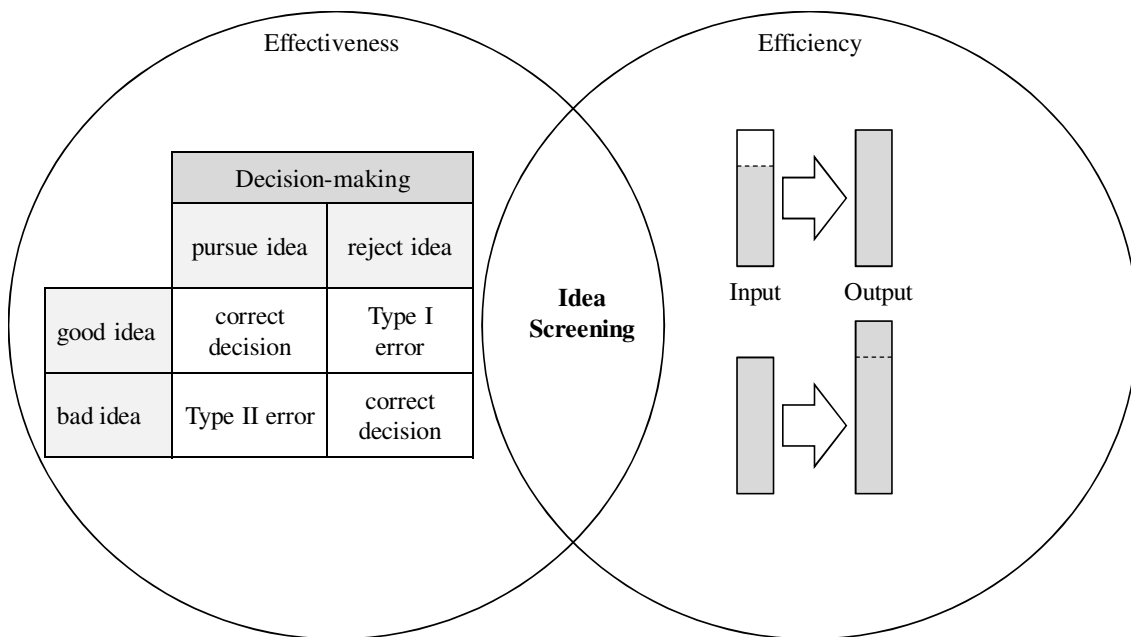 Effectiveness
Efficiency
Decision-making
pursue idea
reject idea
good idea
correct
decision
Type I
error
bad idea
Type II error
correct
decision
Idea
Screening
Input
Output